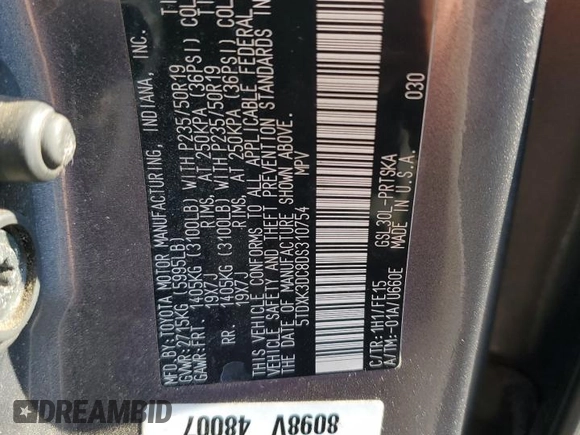 MFD.BY:TOYOTA MOTOR MANUFACTURING, INDIANA, INC.
GVWR:2715KG (5995LB)
GAWR:FRT. 1405KG (3100LB) WITH P235/50R19
19X7J RIMS, AT 250KPA (36PSI) COL
RR. 1405KG (3100LB) WITH P235/50R19
19X7J RIMS, AT 250KPA (36PSI) COL
THIS VEHICLE CONFORMS TO ALL APPLICABLE FEDERAL
VEHICLE SAFETY AND THEFT PREVENTION STANDARDS IN
THE DATE OF MANUFACTURE SHOWN ABOVE.
5TDXK3DC8DS310754 MPV
030
C/TR:1H1/FE15 GSL30L-PRTSKA
A/TM:-01A/U660E MADE IN U.S.A.
8098V
48007
DREAMBID